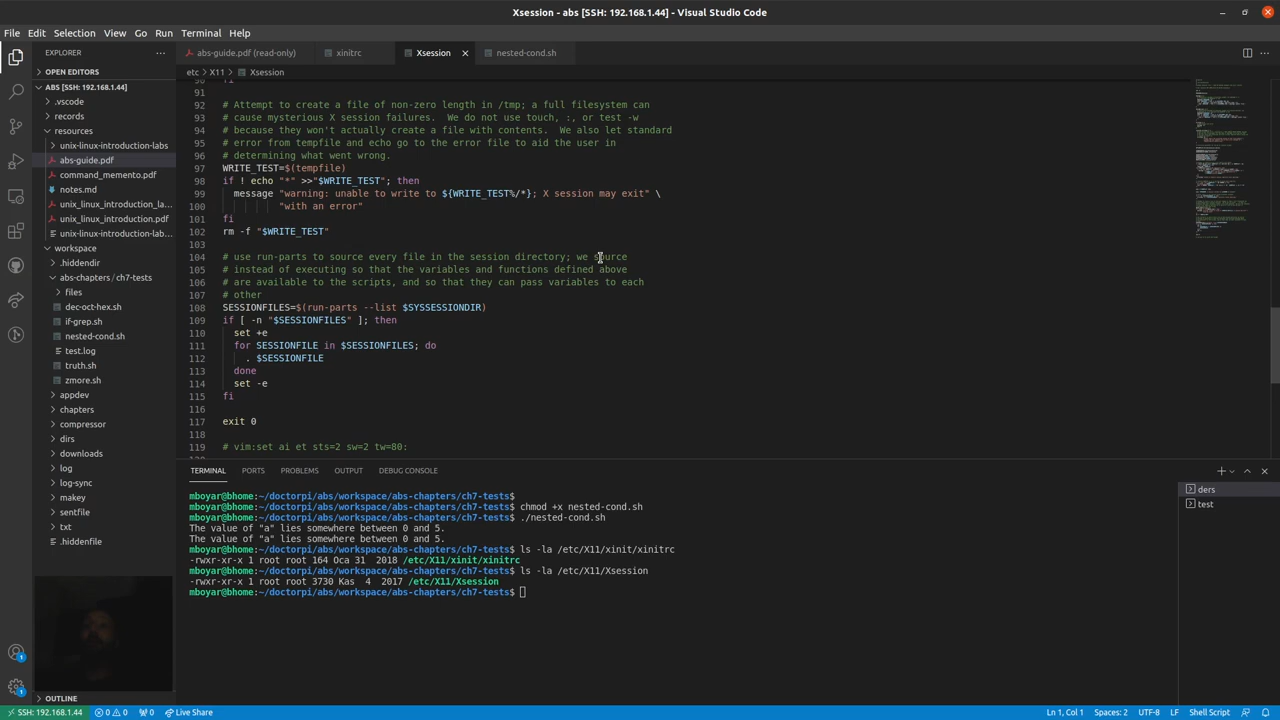 Xsession - abs [SSH: 192.168.1.44] - Visual Studio Code
File Edit Selection View Go Run Terminal Help
EXPLORER
OPEN EDITORS
ABS [SSH: 192.168.1.44]
.vscode
records
resources
unix-linux-introduction-labs
abs-guide.pdf
command_memento.pdf
notes.md
unix_linux_introduction_la...
unix_linux_introduction.pdf
unix-linux-introduction-lab...
workspace
.hiddendir
abs-chapters / ch7-tests
files
dec-oct-hex.sh
if-grep.sh
nested-cond.sh
test.log
truth.sh
zmore.sh
appdev
chapters
compressor
dirs
downloads
log
log-sync
makey
sentfile
txt
.hiddenfile
OUTLINE
abs-guide.pdf (read-only) xinitrc Xsession nested-cond.sh
etc > X11 > Xsession
90 fi
91
92 # Attempt to create a file of non-zero length in /tmp; a full filesystem can
93 # cause mysterious X session failures.  We do not use touch, :, or test -w
94 # because they won't actually create a file with contents.  We also let standard
95 # error from tempfile and echo go to the error file to aid the user in
96 # determining what went wrong.
97 WRITE_TEST=$(tempfile)
98 if ! echo "*" >>"$WRITE_TEST"; then
99   message "warning: unable to write to ${WRITE_TEST%/*}; X session may exit" \
100           "with an error"
101 fi
102 rm -f "$WRITE_TEST"
103
104 # use run-parts to source every file in the session directory; we source
105 # instead of executing so that the variables and functions defined above
106 # are available to the scripts, and so that they can pass variables to each
107 # other
108 SESSIONFILES=$(run-parts --list $SYSSESSIONDIR)
109 if [ -n "$SESSIONFILES" ]; then
110   set +e
111   for SESSIONFILE in $SESSIONFILES; do
112     . $SESSIONFILE
113   done
114   set -e
115 fi
116
117 exit 0
118
119 # vim:set ai et sts=2 sw=2 tw=80:
TERMINAL PORTS PROBLEMS OUTPUT DEBUG CONSOLE
mboyar@bhome:~/doctorpi/abs/workspace/abs-chapters/ch7-tests$
mboyar@bhome:~/doctorpi/abs/workspace/abs-chapters/ch7-tests$ chmod +x nested-cond.sh
mboyar@bhome:~/doctorpi/abs/workspace/abs-chapters/ch7-tests$ ./nested-cond.sh
The value of "a" lies somewhere between 0 and 5.
The value of "a" lies somewhere between 0 and 5.
mboyar@bhome:~/doctorpi/abs/workspace/abs-chapters/ch7-tests$ ls -la /etc/X11/xinit/xinitrc
-rwxr-xr-x 1 root root 164 Oca 31  2018 /etc/X11/xinit/xinitrc
mboyar@bhome:~/doctorpi/abs/workspace/abs-chapters/ch7-tests$ ls -la /etc/X11/Xsession
-rwxr-xr-x 1 root root 3730 Kas  4  2017 /etc/X11/Xsession
mboyar@bhome:~/doctorpi/abs/workspace/abs-chapters/ch7-tests$
ders
test
1
1
SSH: 192.168.1.44 0 0 0 Live Share Ln 1, Col 1 Spaces: 2 UTF-8 LF Shell Script